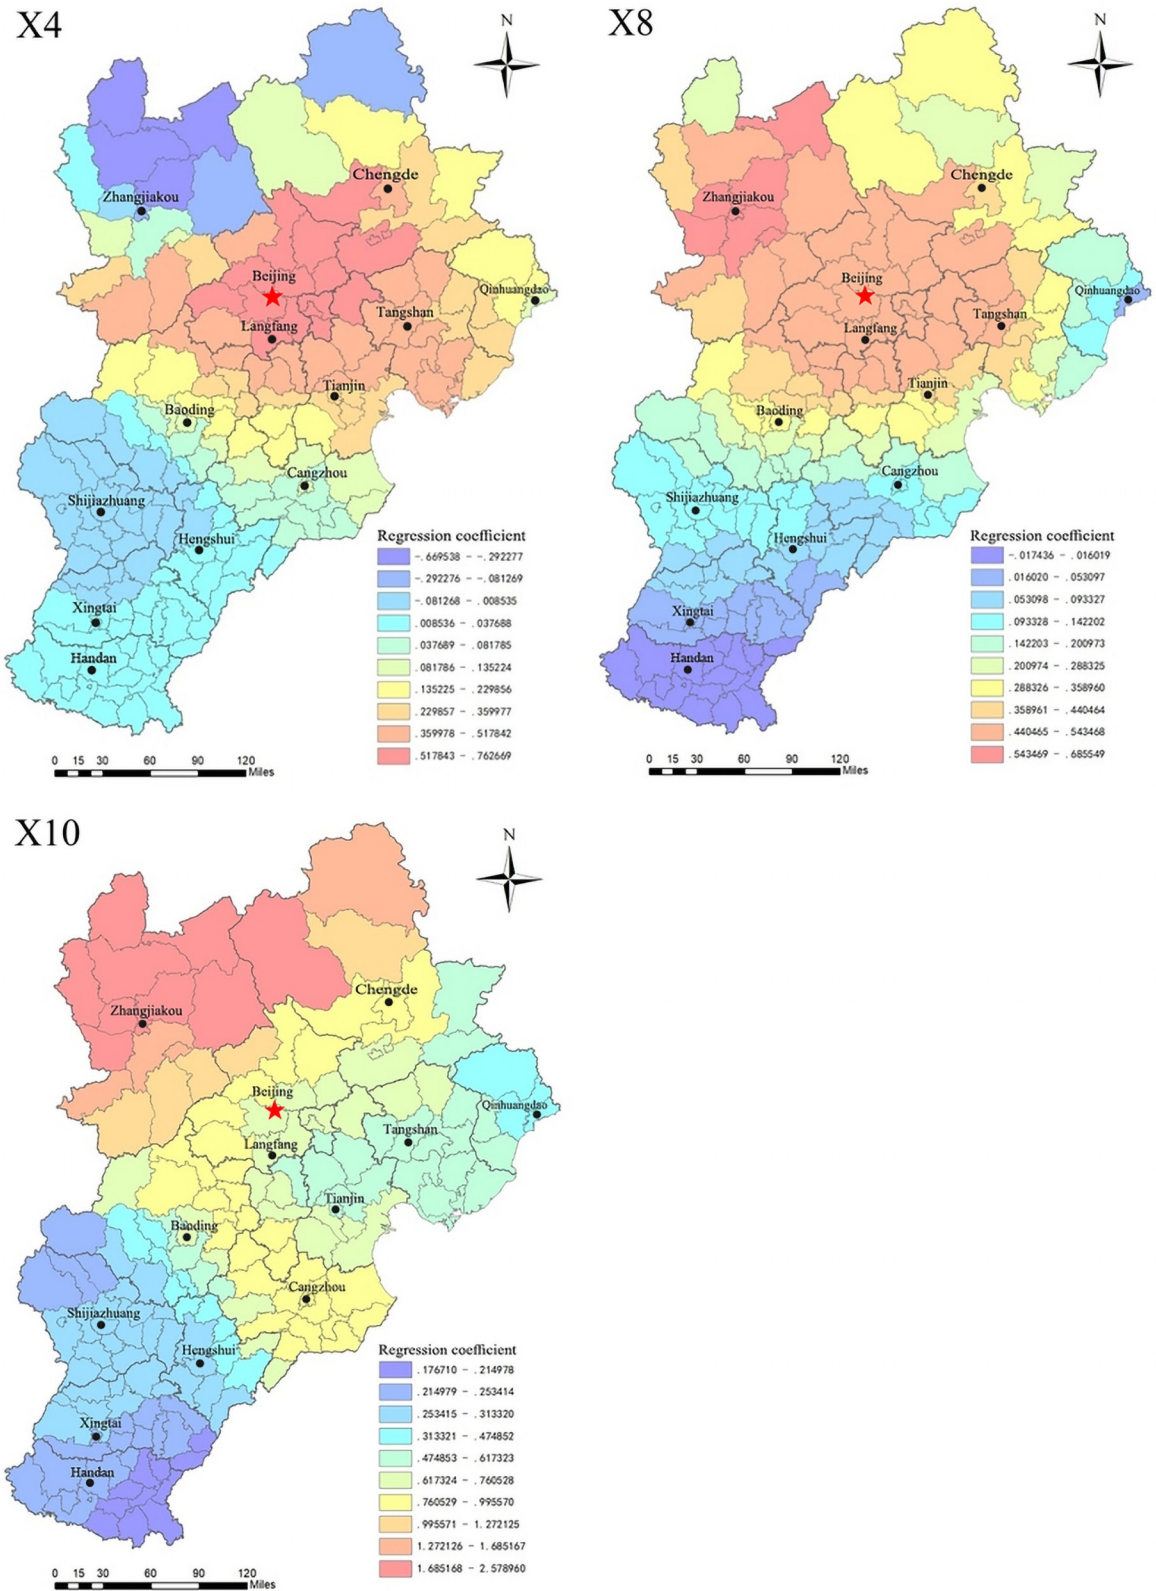 X4
N
Chengde
Zhangjiakou
Beijing
Qinhuangdao
Langfang
Tangshan
Tianjin
Baoding
Cangzhou
Shijiazhuang
Hengshui
Xingtai
Handan
Regression coefficient
-.669538 - -.292277
-.292276 - -.081269
-.081268 - .008535
.008536 - .037688
.037689 - .081785
.081786 - .135224
.135225 - .229856
.229857 - .359977
.359978 - .517842
.517843 - .762669
0 15 30 60 90 120
Miles
X8
N
Chengde
Zhangjiakou
Beijing
Qinhuangdao
Langfang
Tangshan
Tianjin
Baoding
Cangzhou
Shijiazhuang
Hengshui
Xingtai
Handan
Regression coefficient
-.017436 - .016019
.016020 - .053097
.053098 - .093327
.093328 - .142202
.142203 - .200973
.200974 - .288325
.288326 - .358960
.358961 - .440464
.440465 - .543468
.543469 - .685549
0 15 30 60 90 120
Miles
X10
N
Chengde
Zhangjiakou
Beijing
Qinhuangdao
Langfang
Tangshan
Tianjin
Baoding
Cangzhou
Shijiazhuang
Hengshui
Xingtai
Handan
Regression coefficient
.176710 - .214978
.214979 - .253414
.253415 - .313320
.313321 - .474852
.474853 - .617323
.617324 - .760528
.760529 - .995570
.995571 - 1.272125
1.272126 - 1.685167
1.685168 - 2.578960
0 15 30 60 90 120
Miles